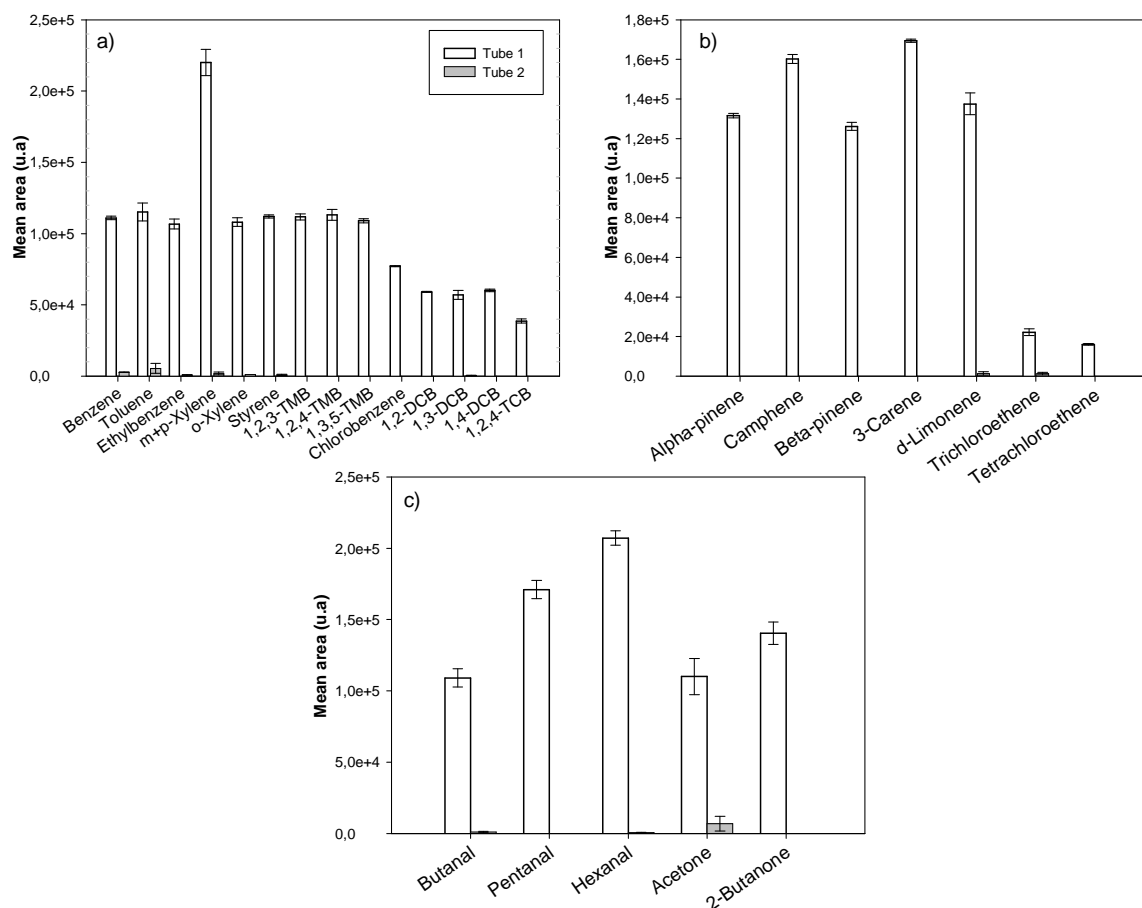 a)
Tube 1
Tube 2
Mean area (u.a)
2,5e+5
2,0e+5
1,5e+5
1,0e+5
5,0e+4
0,0
Benzene
Toluene
Ethylbenzene
m+p-Xylene
o-Xylene
Styrene
1,2,3-TMB
1,2,4-TMB
1,3,5-TMB
Chlorobenzene
1,2-DCB
1,3-DCB
1,4-DCB
1,2,4-TCB
b)
Mean area (u.a)
1,8e+5
1,6e+5
1,4e+5
1,2e+5
1,0e+5
8,0e+4
6,0e+4
4,0e+4
2,0e+4
0,0
Alpha-pinene
Camphene
Beta-pinene
3-Carene
d-Limonene
Trichloroethene
Tetrachloroethene
c)
Mean area (u.a)
2,5e+5
2,0e+5
1,5e+5
1,0e+5
5,0e+4
0,0
Butanal
Pentanal
Hexanal
Acetone
2-Butanone